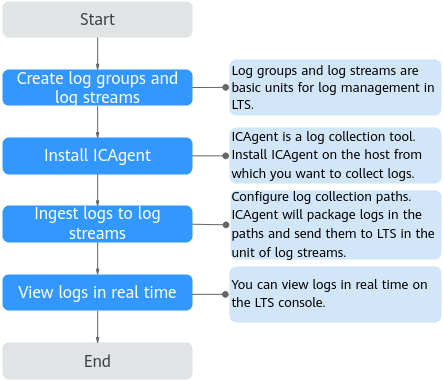 Start
Create log groups and
log streams
Log groups and log streams are
basic units for log management in
LTS.
Install ICAgent
ICAgent is a log collection tool.
Install ICAgent on the host from
which you want to collect logs.
Ingest logs to log
streams
Configure log collection paths.
ICAgent will package logs in the
paths and send them to LTS in the
unit of log streams.
View logs in real time
You can view logs in real time on
the LTS console.
End